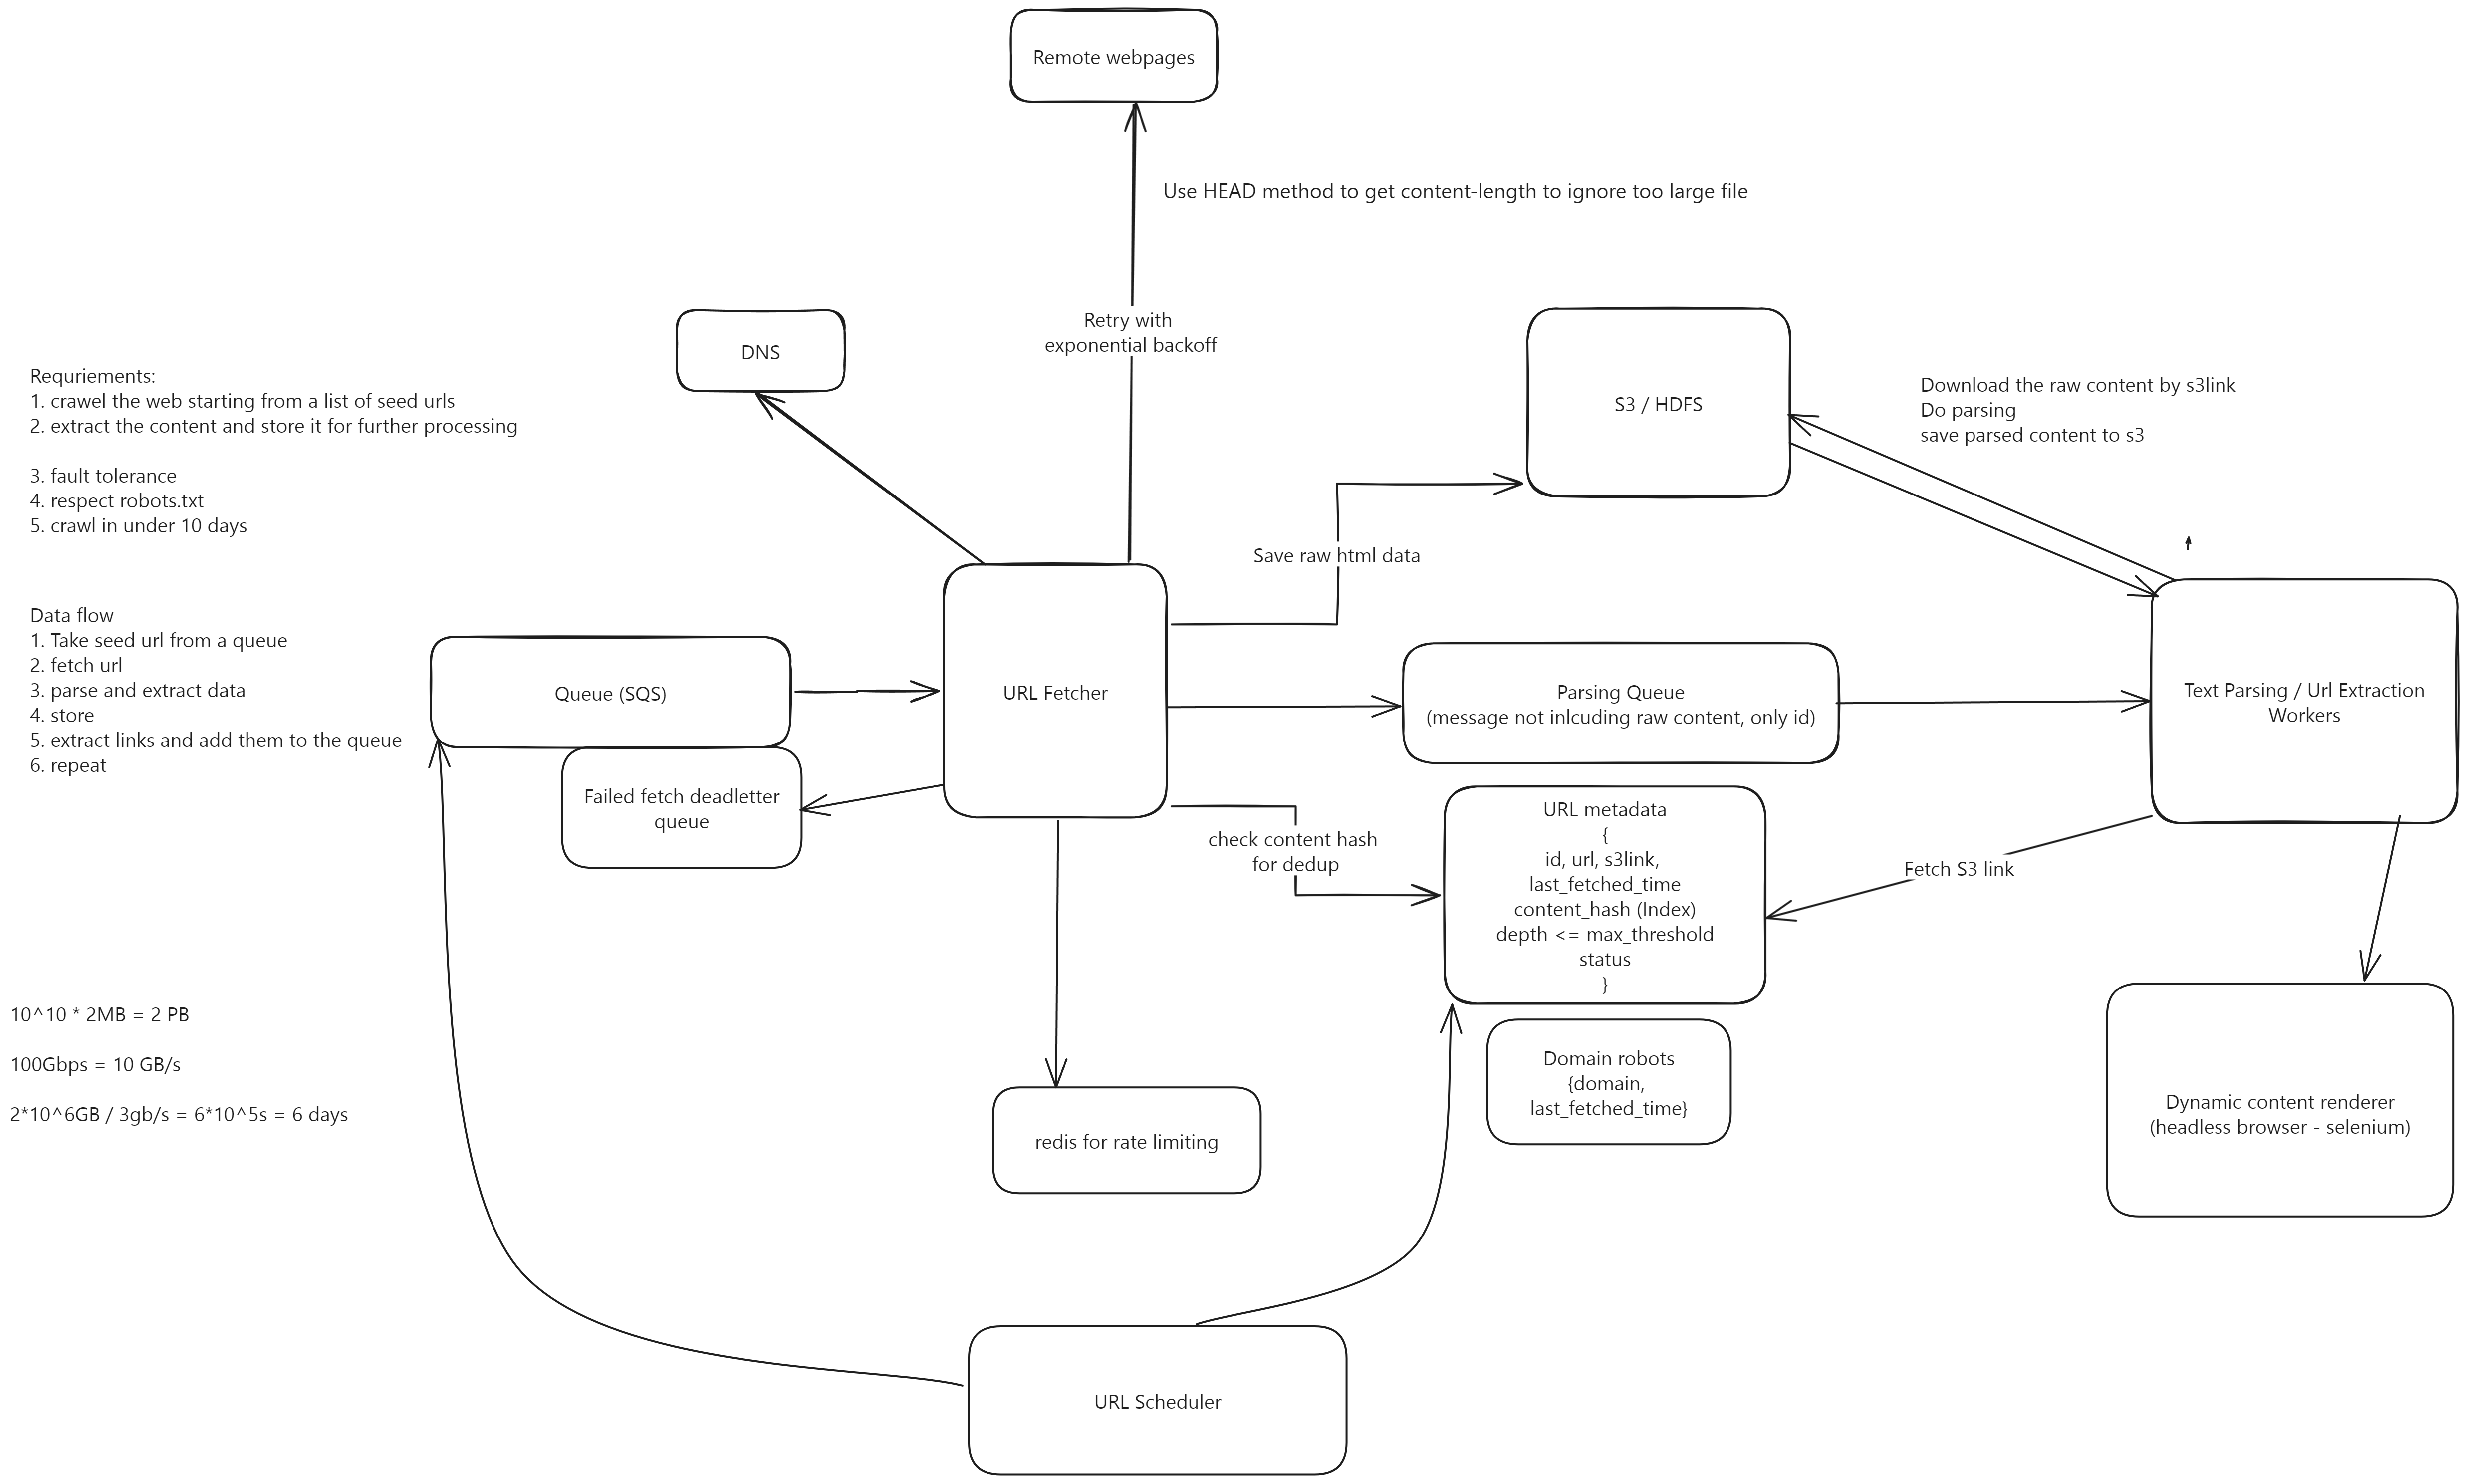 Remote webpages
Use HEAD method to get content-length to ignore too large file
Retry with
exponential backoff
DNS
S3 / HDFS
Download the raw content by s3link
Do parsing
save parsed content to s3
Requriements:
1. crawel the web starting from a list of seed urls
2. extract the content and store it for further processing
3. fault tolerance
4. respect robots.txt
5. crawl in under 10 days
Save raw html data
Data flow
1. Take seed url from a queue
2. fetch url
3. parse and extract data
4. store
5. extract links and add them to the queue
6. repeat
Queue (SQS)
URL Fetcher
Parsing Queue
(message not inlcuding raw content, only id)
Text Parsing / Url Extraction
Workers
Failed fetch deadletter
queue
check content hash
for dedup
URL metadata
{
id, url, s3link,
last_fetched_time
content_hash (Index)
depth <= max_threshold
status
}
Fetch S3 link
10^10 * 2MB = 2 PB
100Gbps = 10 GB/s
2*10^6GB / 3gb/s = 6*10^5s = 6 days
Domain robots
{domain,
last_fetched_time}
redis for rate limiting
Dynamic content renderer
(headless browser - selenium)
URL Scheduler